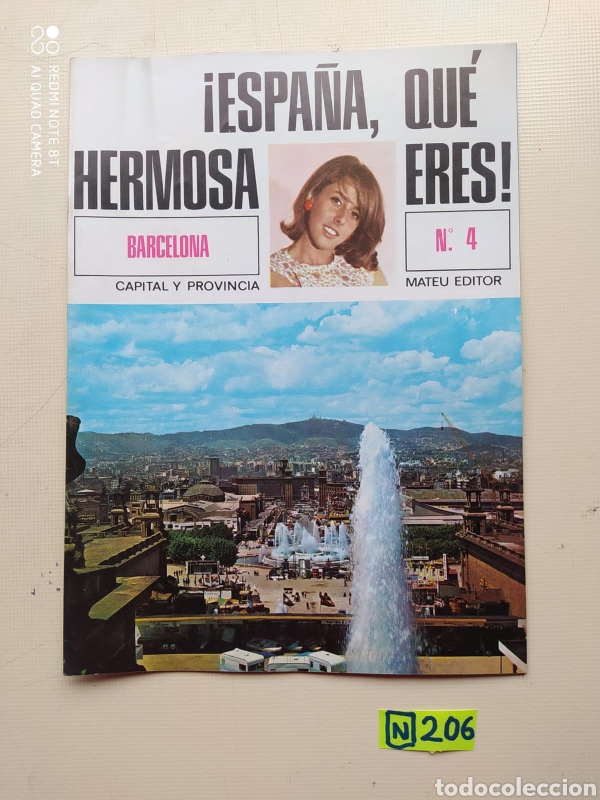 REDMI NOTE 8T
AI QUAD CAMERA
¡ESPAÑA, QUÉ
HERMOSA ERES!
BARCELONA
N.° 4
CAPITAL Y PROVINCIA
MATEU EDITOR
N 206
todocoleccion